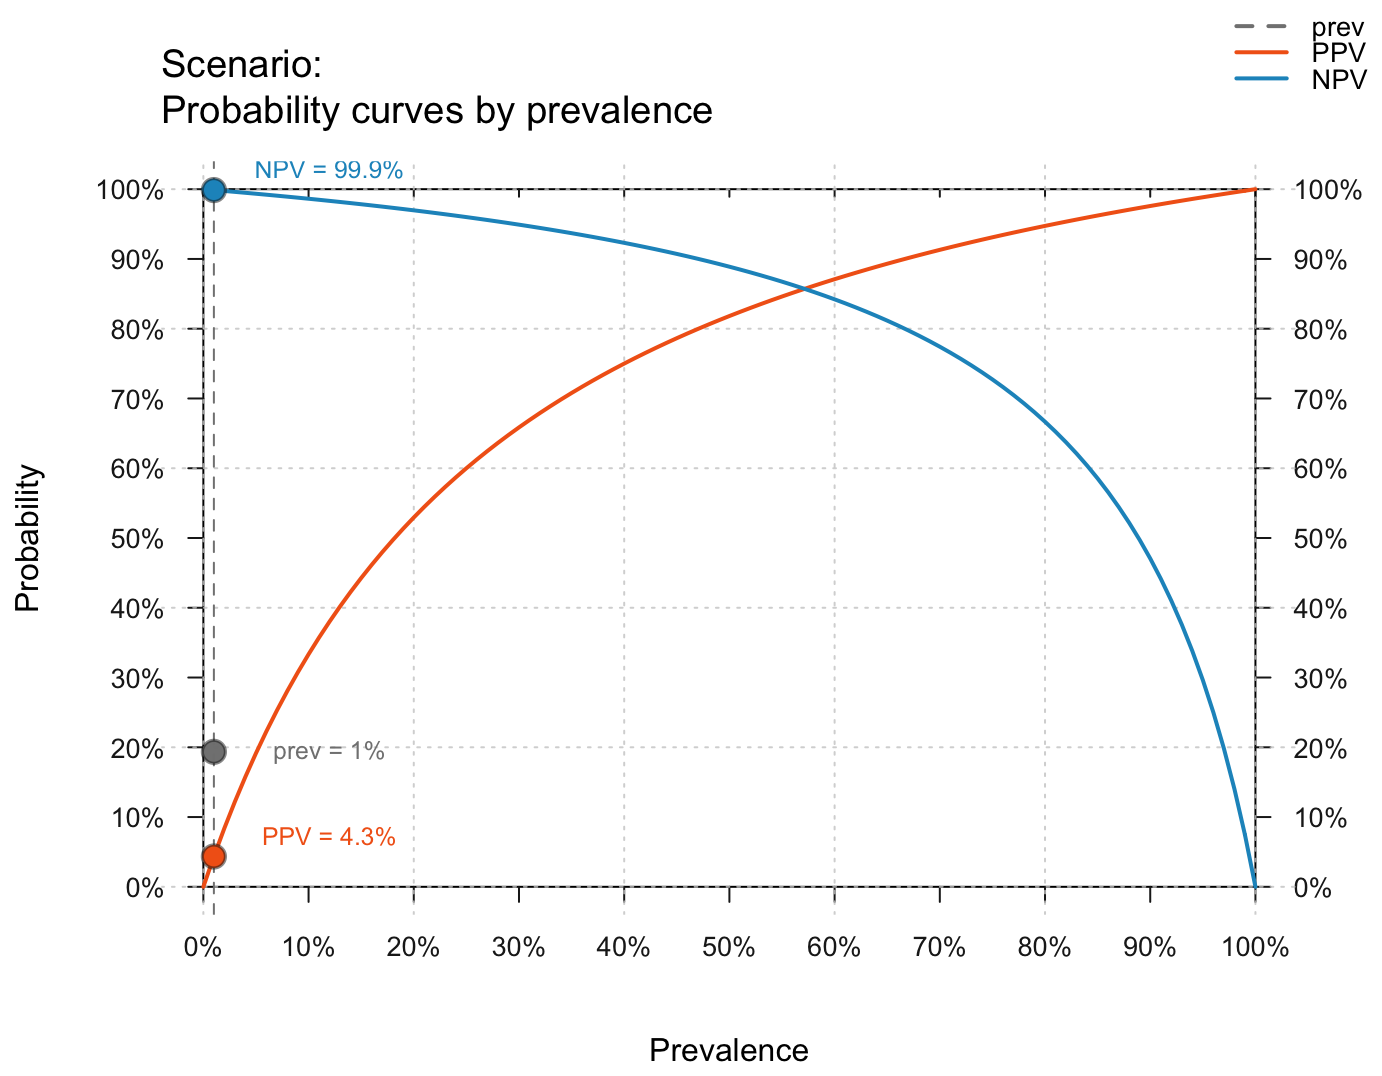 prev
PPV
NPV
Scenario:
Probability curves by prevalence
NPV = 99.9%
100%
90%
80%
70%
60%
50%
40%
30%
20%
10%
0%
Probability
prev = 1%
PPV = 4.3%
100%
90%
80%
70%
60%
50%
40%
30%
20%
10%
0%
0% 10% 20% 30% 40% 50% 60% 70% 80% 90% 100%
Prevalence